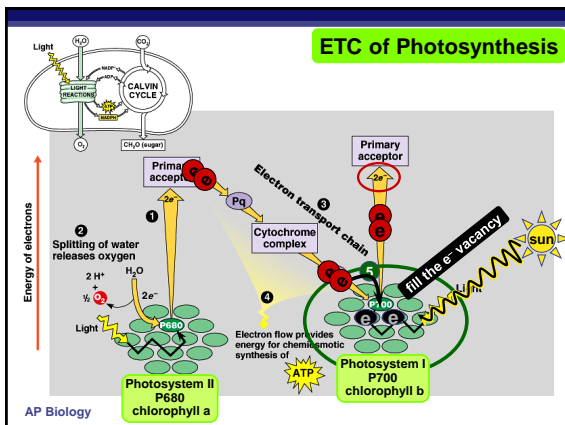 ETC of Photosynthesis
H₂O
CO₂
Light
NADP⁺
ADP
LIGHT
REACTIONS
CALVIN
CYCLE
ATP
NADPH
O₂
CH₂O (sugar)
Energy of electrons
Primary
acceptor
2e⁻
e
e
Pq
Cytochrome
complex
Electron transport chain
3
Primary
acceptor
2e⁻
e
e
1
2
Splitting of water
releases oxygen
2 H⁺
+
½ O₂
H₂O
2e⁻
Light
P680
4
Electron flow provides
energy for chemiosmotic
synthesis of
ATP
e
e
5
P700
e e
fill the e⁻ vacancy
sun
Light
Photosystem II
P680
chlorophyll a
Photosystem I
P700
chlorophyll b
AP Biology